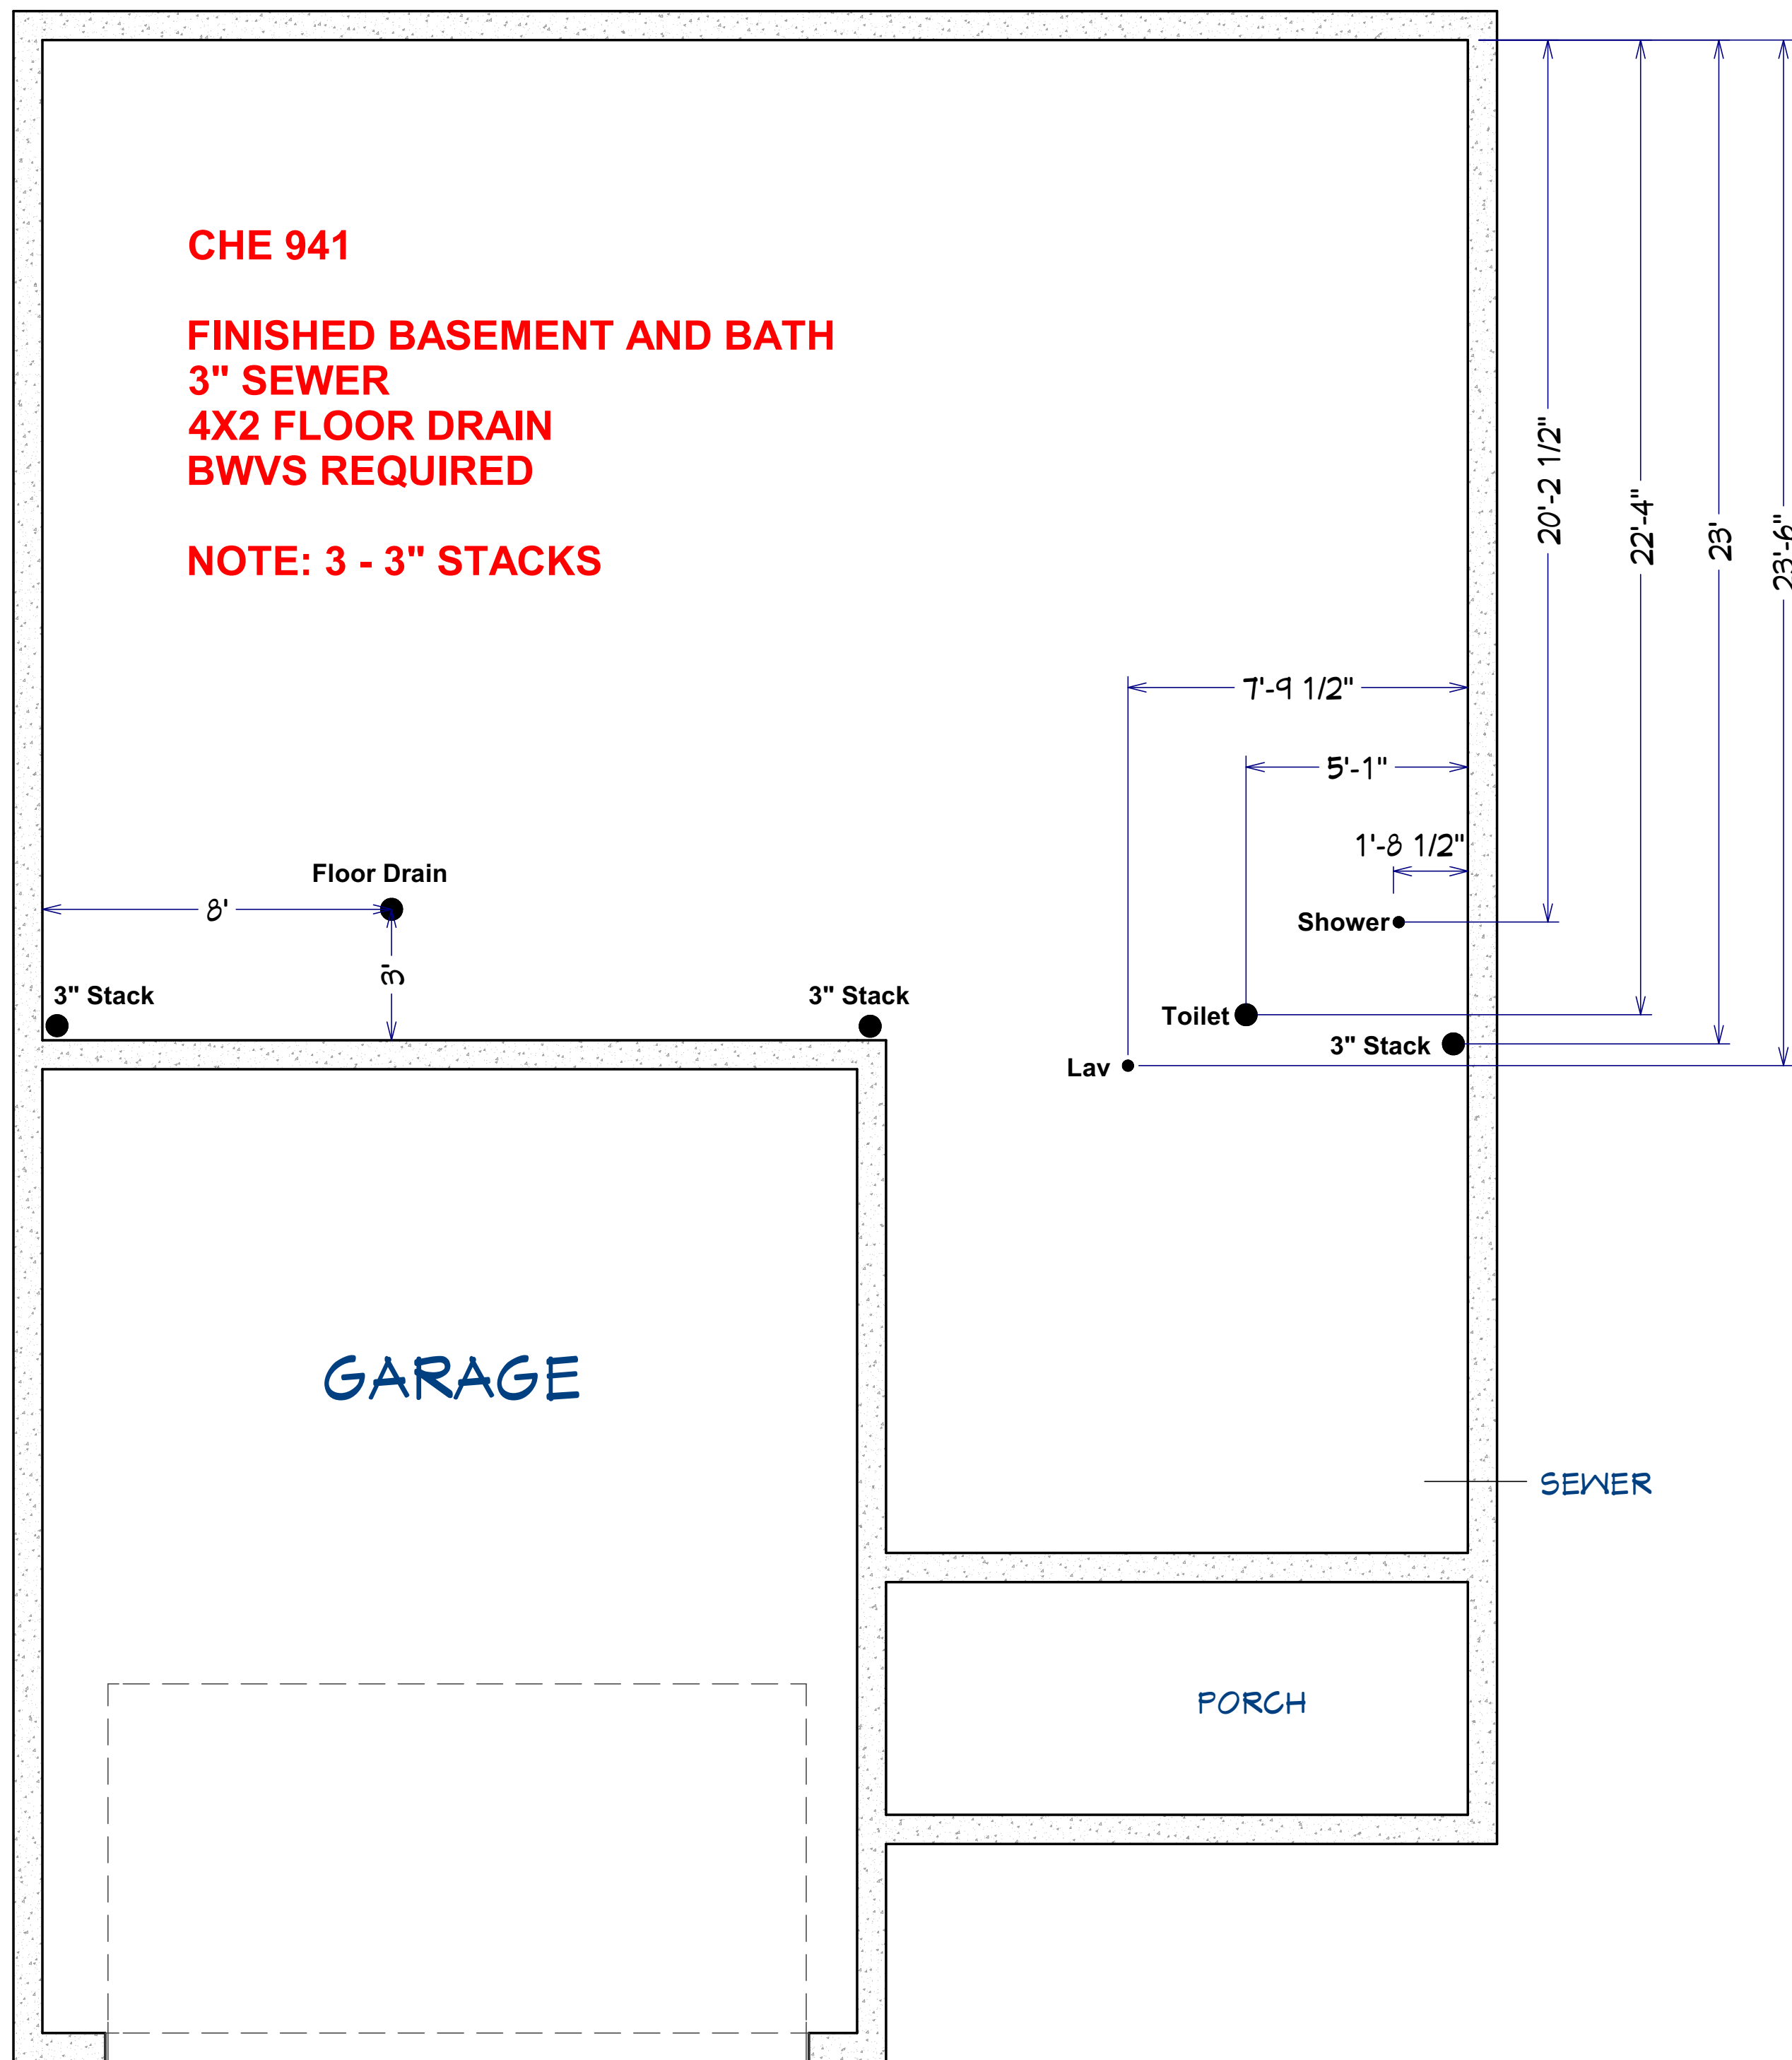 CHE 941
FINISHED BASEMENT AND BATH
3" SEWER
4X2 FLOOR DRAIN
BWVS REQUIRED
NOTE: 3 - 3" STACKS
20'-2 1/2"
22'-4"
23'
23'-6"
7'-9 1/2"
5'-1"
1'-8 1/2"
Floor Drain
8'
Shower
3'
3" Stack
3" Stack
Toilet
3" Stack
Lav
GARAGE
SEWER
PORCH